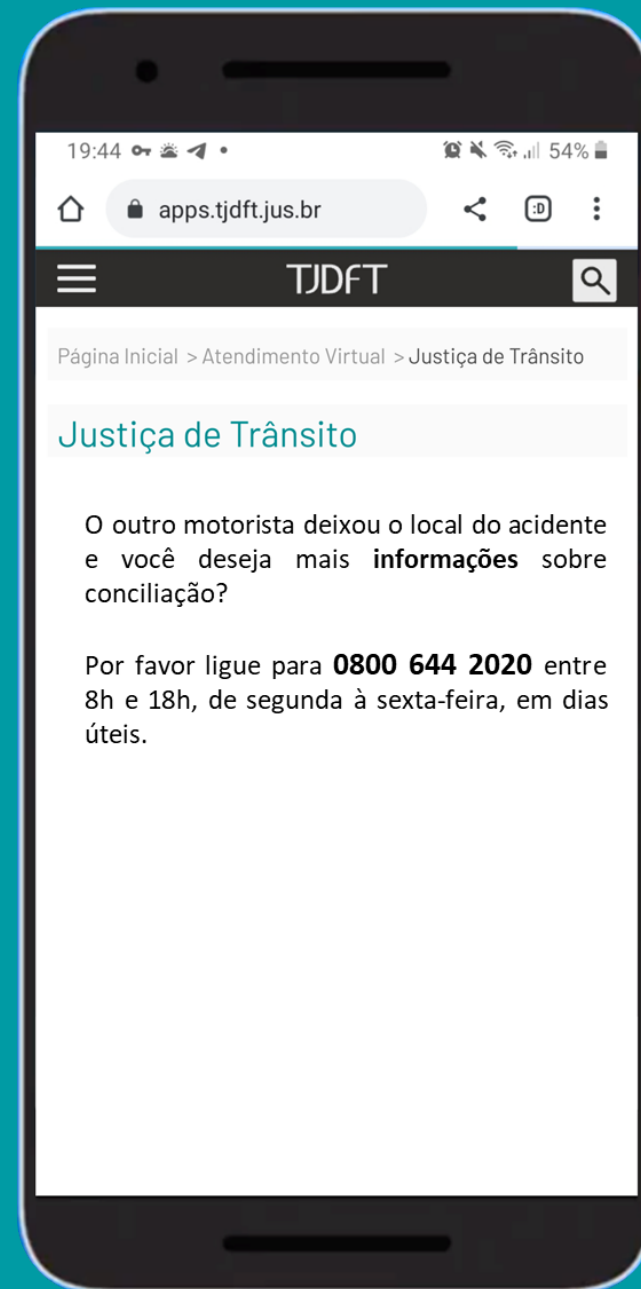 19:44 54%
apps.tjdft.jus.br :D
TJDFT
Página Inicial > Atendimento Virtual > Justiça de Trânsito
Justiça de Trânsito
O outro motorista deixou o local do acidente
e você deseja mais informações sobre
conciliação?
Por favor ligue para 0800 644 2020 entre
8h e 18h, de segunda à sexta-feira, em dias
úteis.